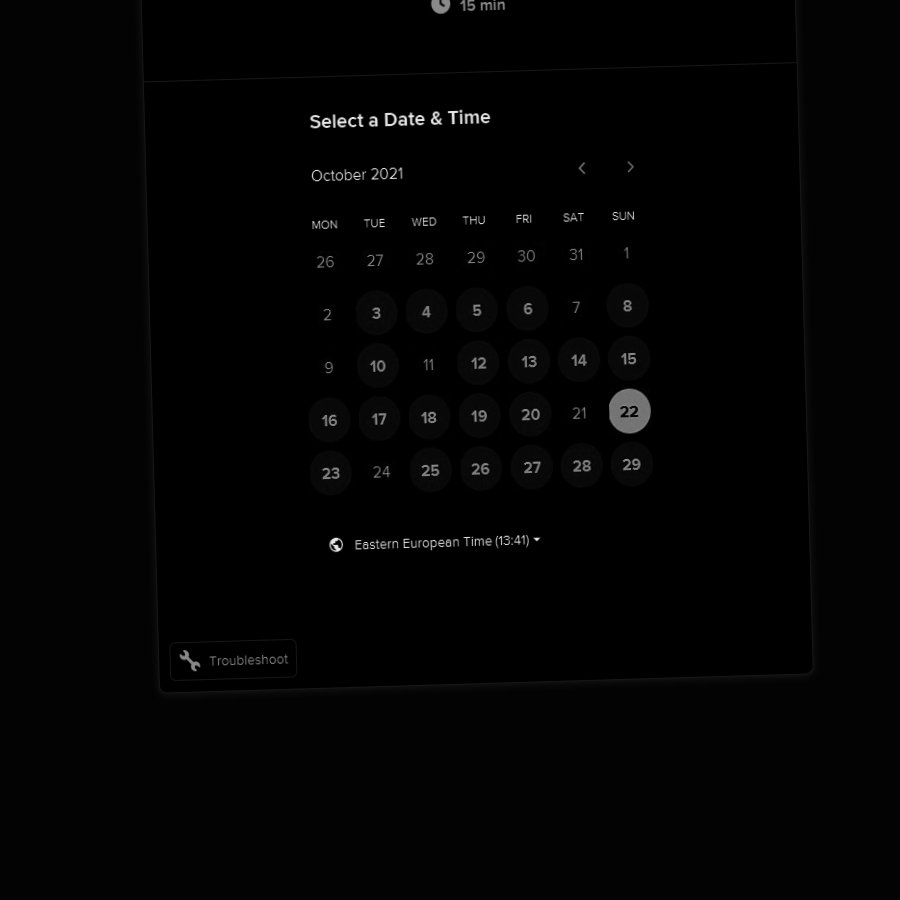 15 min
Select a Date & Time
October 2021
MON TUE WED THU FRI SAT SUN
26 27 28 29 30 31 1
2 3 4 5 6 7 8
9 10 11 12 13 14 15
16 17 18 19 20 21 22
23 24 25 26 27 28 29
Eastern European Time (13:41)
Troubleshoot